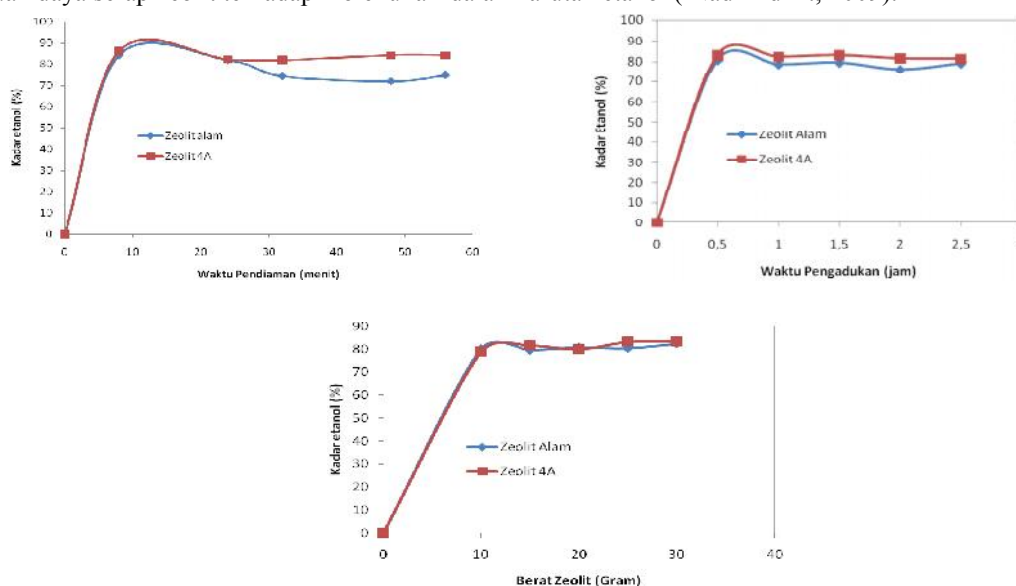 100
90
80
70
60
50
40
30
20
10
0
Kadar etanol (%)
Zeolit alam
Zeolit 4A
0 10 20 30 40 50 60
Waktu Pendiaman (menit)
100
90
80
70
60
50
40
30
20
10
0
Kadar Etanol (%)
Zeolit Alam
Zeolit 4A
0 0,5 1 1,5 2 2,5
Waktu Pengadukan (jam)
90
80
70
60
50
40
30
20
10
0
Kadar etanol (%)
Zeolit Alam
Zeolit 4A
0 10 20 30 40
Berat Zeolit (Gram)